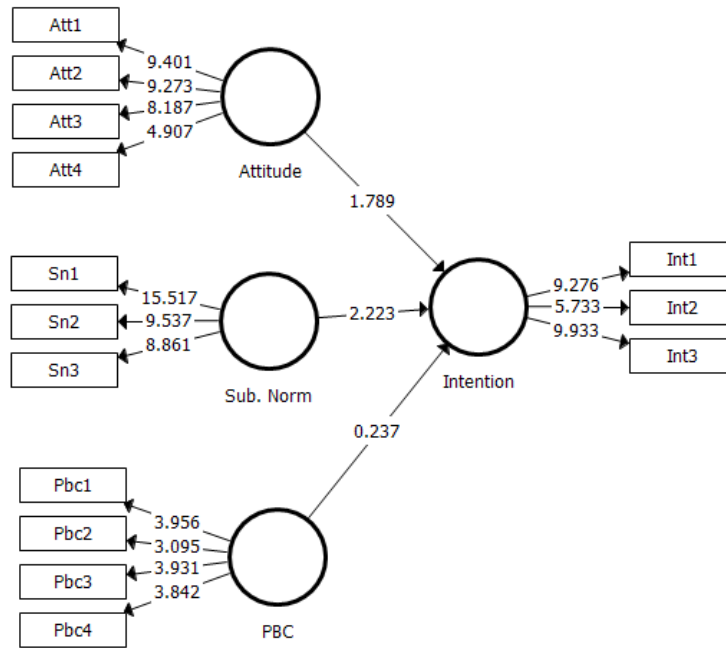 Att1
9.401
Att2
9.273
Att3
8.187
Att4
4.907
Attitude
1.789
Sn1
15.517
Sn2
9.537
Sn3
8.861
Sub. Norm
2.223
Pbc1
3.956
Pbc2
3.095
Pbc3
3.931
Pbc4
3.842
PBC
0.237
Intention
Int1
9.276
Int2
5.733
Int3
9.933